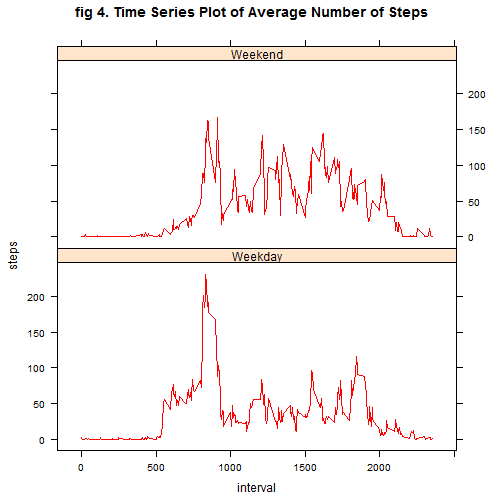 fig 4. Time Series Plot of Average Number of Steps
Weekend
200
150
100
50
0
Weekday
200
150
100
50
0
steps
0 500 1000 1500 2000
interval